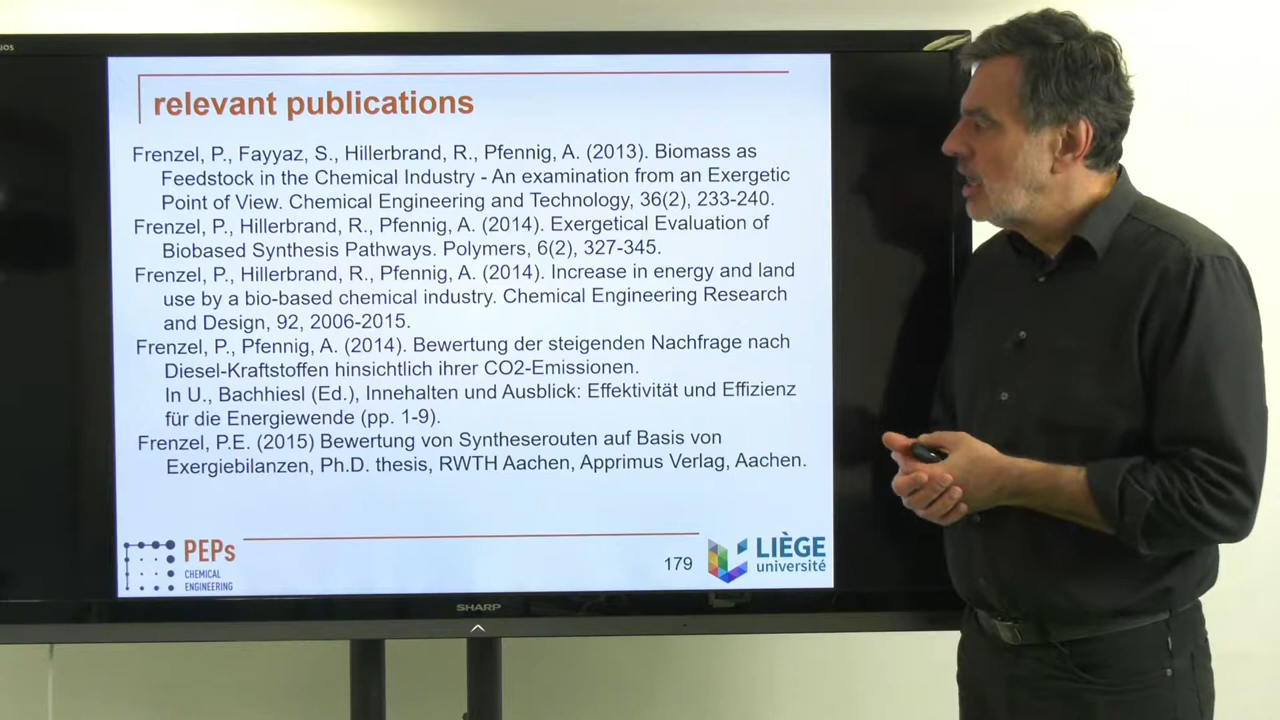 relevant publications
Frenzel, P., Fayyaz, S., Hillerbrand, R., Pfennig, A. (2013). Biomass as
Feedstock in the Chemical Industry - An examination from an Exergetic
Point of View. Chemical Engineering and Technology, 36(2), 233-240.
Frenzel, P., Hillerbrand, R., Pfennig, A. (2014). Exergetical Evaluation of
Biobased Synthesis Pathways. Polymers, 6(2), 327-345.
Frenzel, P., Hillerbrand, R., Pfennig, A. (2014). Increase in energy and land
use by a bio-based chemical industry. Chemical Engineering Research
and Design, 92, 2006-2015.
Frenzel, P., Pfennig, A. (2014). Bewertung der steigenden Nachfrage nach
Diesel-Kraftstoffen hinsichtlich ihrer CO2-Emissionen.
In U., Bachhiesl (Ed.), Innehalten und Ausblick: Effektivität und Effizienz
für die Energiewende (pp. 1-9).
Frenzel, P.E. (2015) Bewertung von Syntheserouten auf Basis von
Exergiebilanzen, Ph.D. thesis, RWTH Aachen, Apprimus Verlag, Aachen.
PEPs
CHEMICAL
ENGINEERING
179
LIÈGE
université
SHARP